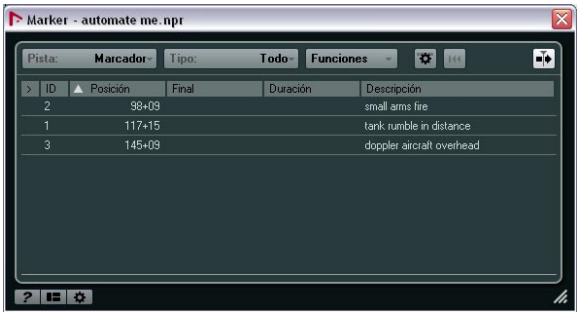 Marker - automate me.npr
Pista: Marcador Tipo: Todo Funciones
> ID Posición Final Duración Descripción
2 98+09 small arms fire
1 117+15 tank rumble in distance
3 145+09 doppler aircraft overhead
?